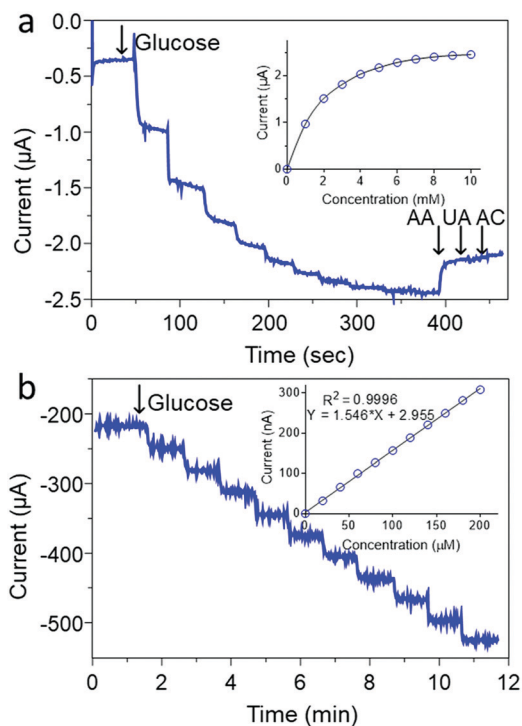 a
0.0
-0.5
-1.0
-1.5
-2.0
-2.5
Current (µA)
Glucose
2
1
0
Current (µA)
0 2 4 6 8 10
Concentration (mM)
AA UA AC
0 100 200 300 400
Time (sec)
b
-200
-300
-400
-500
Current (µA)
Glucose
300
200
100
0
Current (nA)
R² = 0.9996
Y = 1.546*X + 2.955
0 50 100 150 200
Concentration (µM)
0 2 4 6 8 10 12
Time (min)